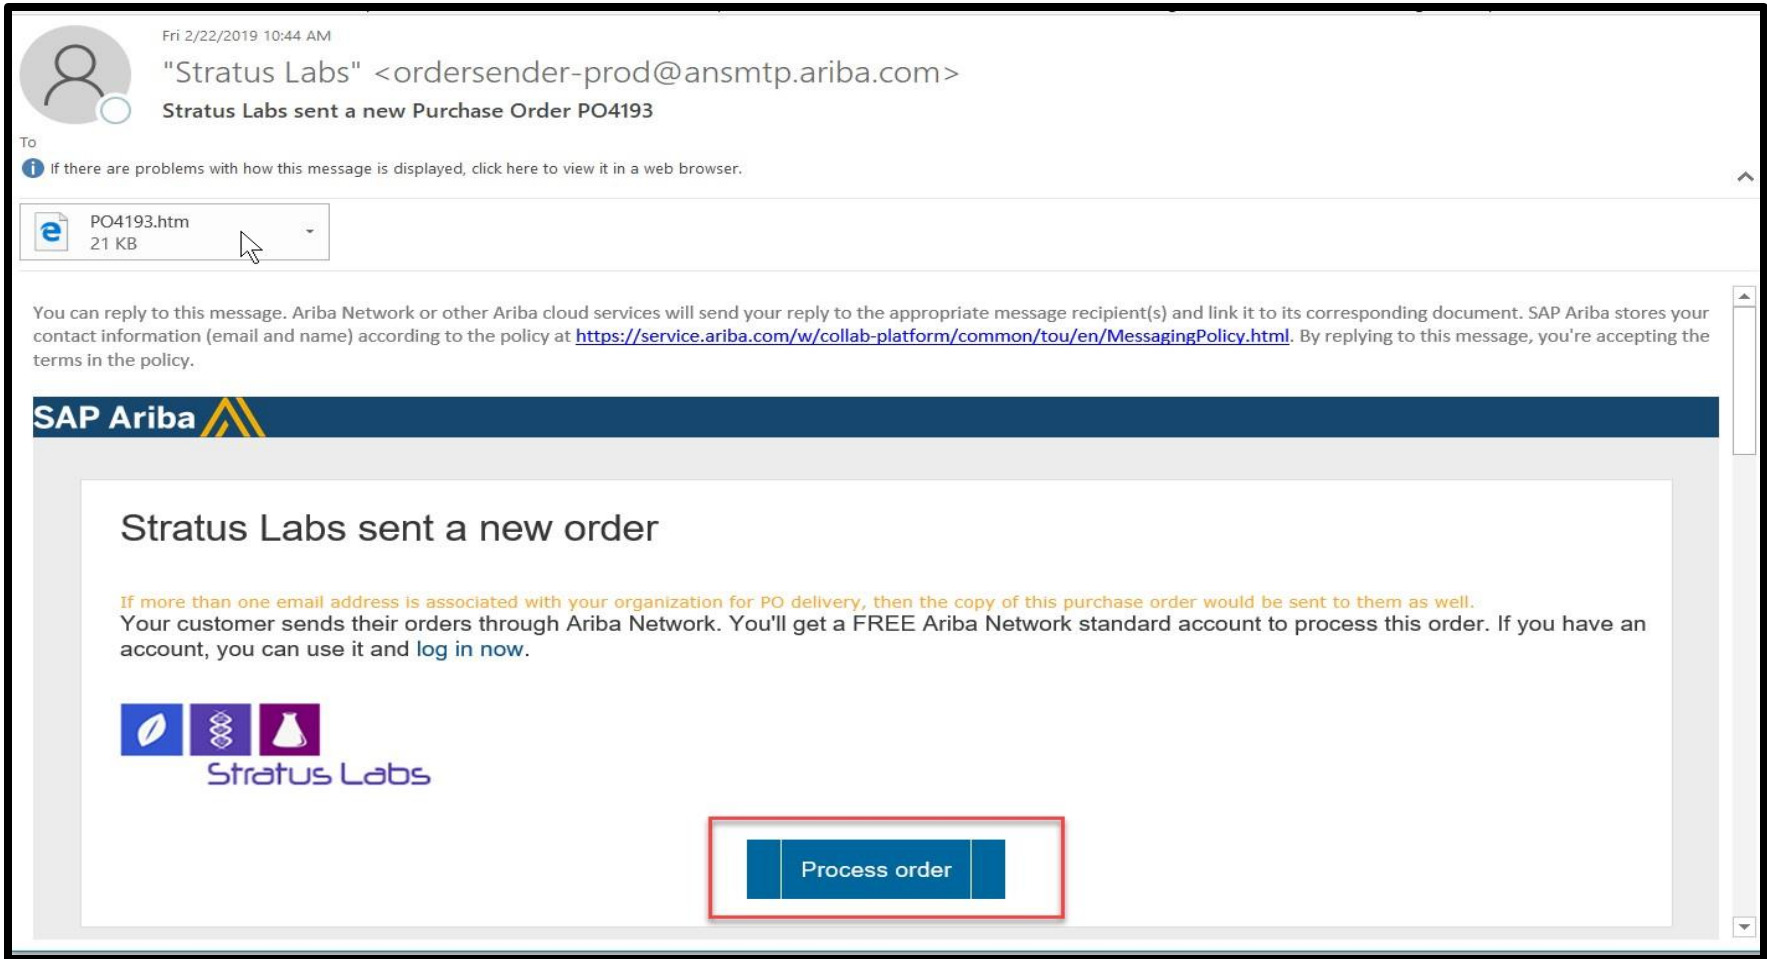 Fri 2/22/2019 10:44 AM
"Stratus Labs" <ordersender-prod@ansmtp.ariba.com>
Stratus Labs sent a new Purchase Order PO4193
To
If there are problems with how this message is displayed, click here to view it in a web browser.
PO4193.htm
21 KB
You can reply to this message. Ariba Network or other Ariba cloud services will send your reply to the appropriate message recipient(s) and link it to its corresponding document. SAP Ariba stores your
contact information (email and name) according to the policy at https://service.ariba.com/w/collab-platform/common/tou/en/MessagingPolicy.html. By replying to this message, you're accepting the
terms in the policy.
SAP Ariba
Stratus Labs sent a new order
If more than one email address is associated with your organization for PO delivery, then the copy of this purchase order would be sent to them as well.
Your customer sends their orders through Ariba Network. You'll get a FREE Ariba Network standard account to process this order. If you have an
account, you can use it and log in now.
Stratus Labs
Process order